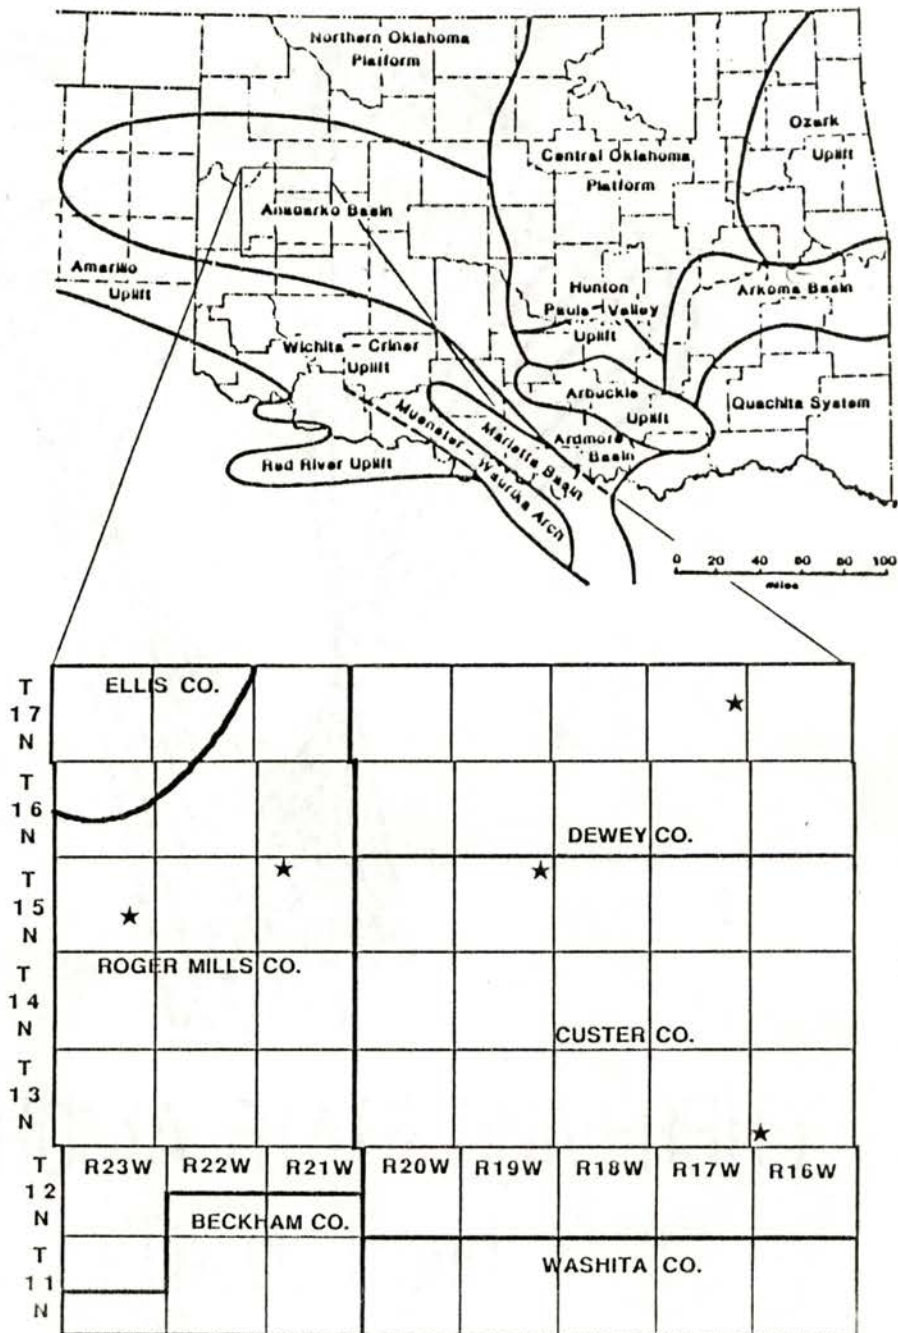 Northern Oklahoma
Platform
Ozark
Uplift
Central Oklahoma
Platform
Anadarko Basin
Amarillo
Uplift
Hunton
Pauls Valley
Uplift
Arkoma Basin
Wichita - Criner
Uplift
Arbuckle
Uplift
Ouachita System
Muenster - Waurika Arch
Marietta Basin
Ardmore
Basin
Red River Uplift
0 20 40 60 80 100
miles
T
17
N
ELLIS CO.
T
16
N
DEWEY CO.
T
15
N
ROGER MILLS CO.
T
14
N
CUSTER CO.
T
13
N
T
12
N
R23W R22W R21W R20W R19W R18W R17W R16W
BECKHAM CO.
T
11
N
WASHITA CO.